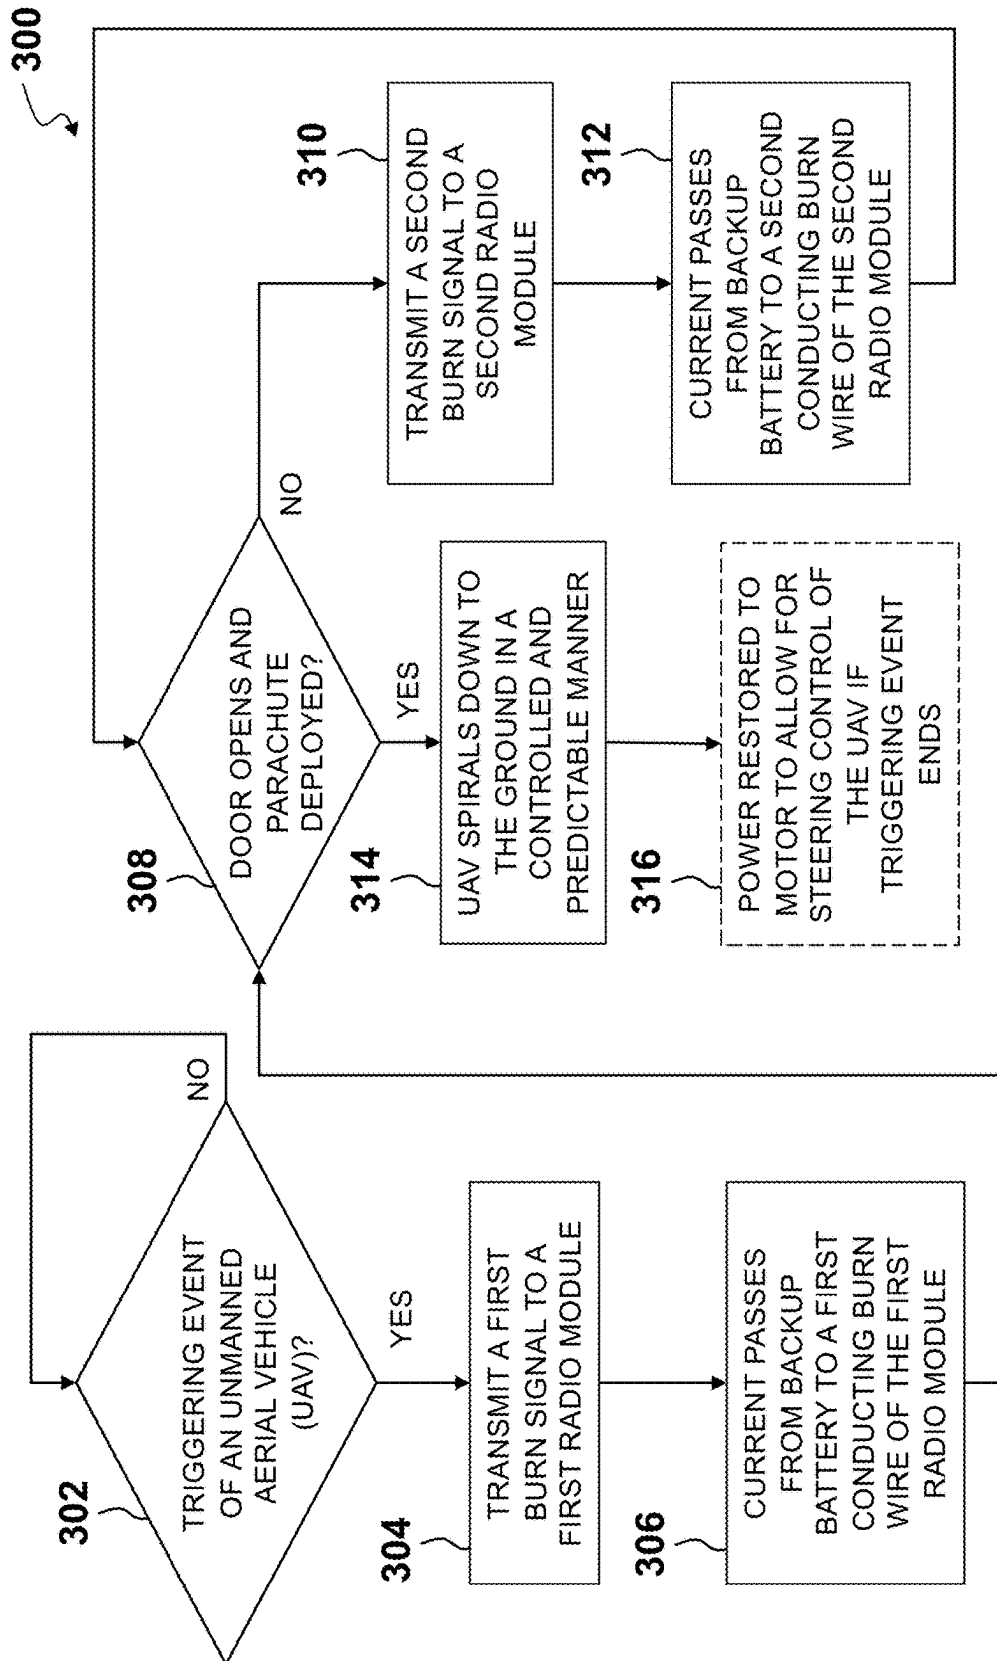 300
302
TRIGGERING EVENT
OF AN UNMANNED
AERIAL VEHICLE
(UAV)?
NO
YES
304
TRANSMIT A FIRST
BURN SIGNAL TO A
FIRST RADIO MODULE
306
CURRENT PASSES
FROM BACKUP
BATTERY TO A FIRST
CONDUCTING BURN
WIRE OF THE FIRST
RADIO MODULE
308
DOOR OPENS AND
PARACHUTE
DEPLOYED?
NO
YES
310
TRANSMIT A SECOND
BURN SIGNAL TO A
SECOND RADIO
MODULE
312
CURRENT PASSES
FROM BACKUP
BATTERY TO A SECOND
CONDUCTING BURN
WIRE OF THE SECOND
RADIO MODULE
314
UAV SPIRALS DOWN TO
THE GROUND IN A
CONTROLLED AND
PREDICTABLE MANNER
316
POWER RESTORED TO
MOTOR TO ALLOW FOR
STEERING CONTROL OF
THE UAV IF
TRIGGERING EVENT
ENDS